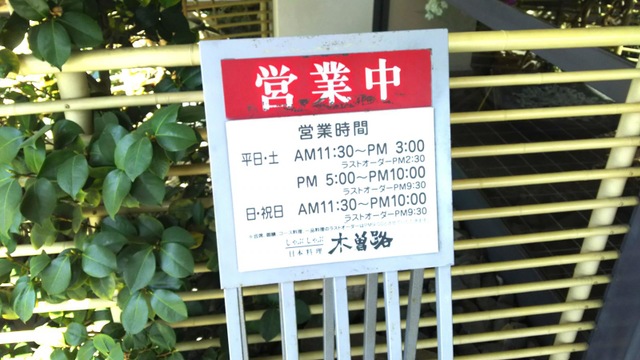 営業中
営業時間
平日・土 AM11:30〜PM 3:00
ラストオーダーPM2:30
PM 5:00〜PM10:00
ラストオーダーPM9:30
日・祝日 AM11:30〜PM10:00
ラストオーダーPM9:30
しゃぶしゃぶ
日本料理 木曽路